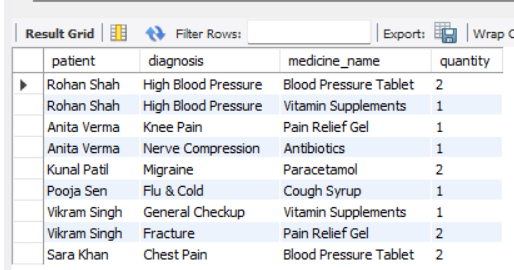 Result Grid Filter Rows: Export: Wrap C
patient diagnosis medicine_name quantity
Rohan Shah High Blood Pressure Blood Pressure Tablet 2
Rohan Shah High Blood Pressure Vitamin Supplements 1
Anita Verma Knee Pain Pain Relief Gel 1
Anita Verma Nerve Compression Antibiotics 1
Kunal Patil Migraine Paracetamol 2
Pooja Sen Flu & Cold Cough Syrup 1
Vikram Singh General Checkup Vitamin Supplements 1
Vikram Singh Fracture Pain Relief Gel 2
Sara Khan Chest Pain Blood Pressure Tablet 2